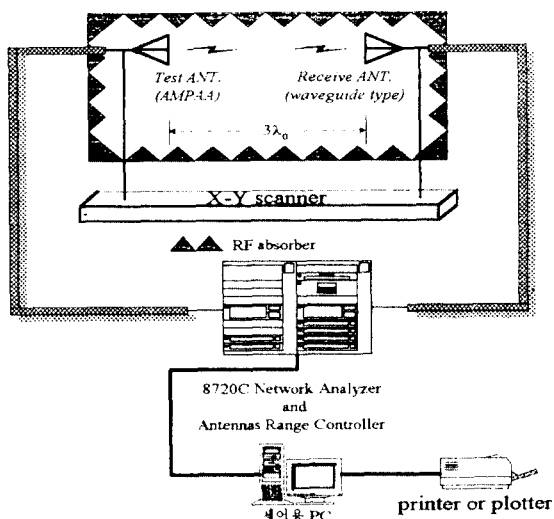 Test ANT.
(AMPAA)
Receive ANT.
(waveguide type)
3λ₀
X-Y scanner
RF absorber
8720C Network Analyzer
and
Antennas Range Controller
제어용 PC
printer or plotter